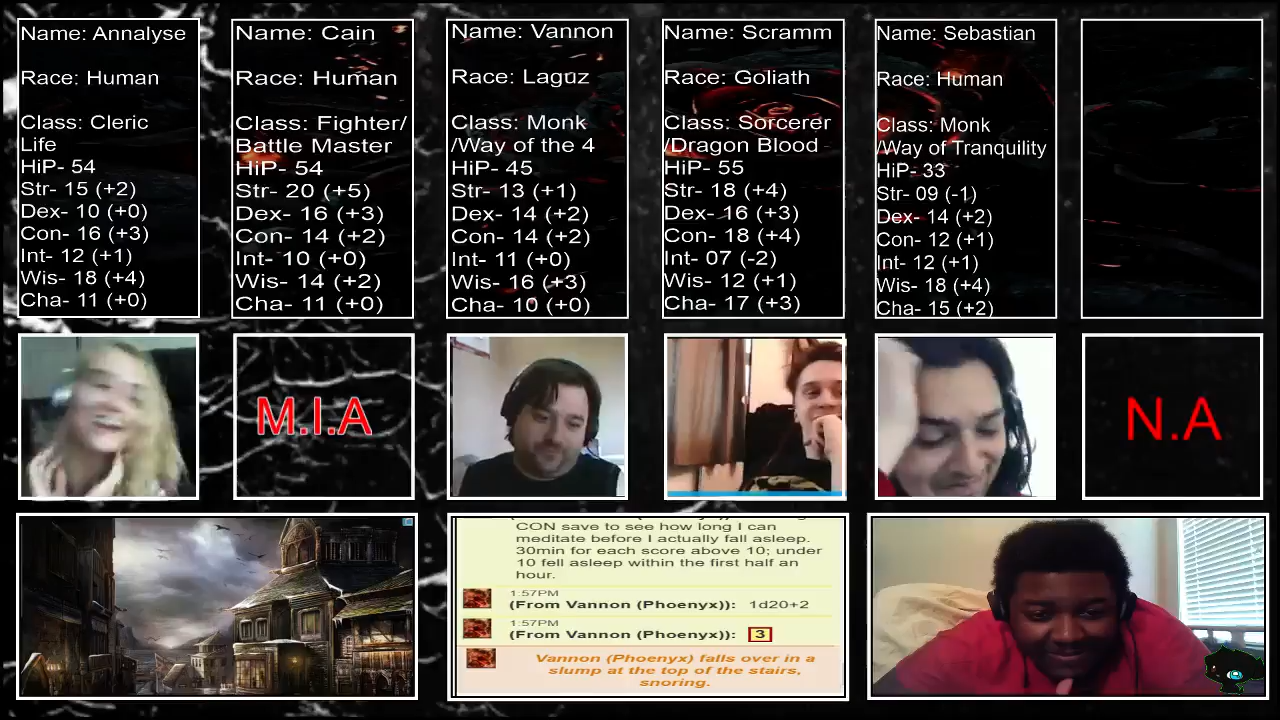 Name: Annalyse
Race: Human
Class: Cleric
Life
HiP- 54
Str- 15 (+2)
Dex- 10 (+0)
Con- 16 (+3)
Int- 12 (+1)
Wis- 18 (+4)
Cha- 11 (+0)
Name: Cain
Race: Human
Class: Fighter/
Battle Master
HiP- 54
Str- 20 (+5)
Dex- 16 (+3)
Con- 14 (+2)
Int- 10 (+0)
Wis- 14 (+2)
Cha- 11 (+0)
Name: Vannon
Race: Laguz
Class: Monk
/Way of the 4
HiP- 45
Str- 13 (+1)
Dex- 14 (+2)
Con- 14 (+2)
Int- 11 (+0)
Wis- 16 (+3)
Cha- 10 (+0)
Name: Scramm
Race: Goliath
Class: Sorcerer
/Dragon Blood
HiP- 55
Str- 18 (+4)
Dex- 16 (+3)
Con- 18 (+4)
Int- 07 (-2)
Wis- 12 (+1)
Cha- 17 (+3)
Name: Sebastian
Race: Human
Class: Monk
/Way of Tranquility
HiP- 33
Str- 09 (-1)
Dex- 14 (+2)
Con- 12 (+1)
Int- 12 (+1)
Wis- 18 (+4)
Cha- 15 (+2)
M.I.A
N.A
CON save to see how long I can
meditate before I actually fall asleep.
30min for each score above 10; under
10 fell asleep within the first half an
hour.
1:57PM
(From Vannon (Phoenyx)): 1d20+2
1:57PM
(From Vannon (Phoenyx)): 3
Vannon (Phoenyx) falls over in a
slump at the top of the stairs,
snoring.